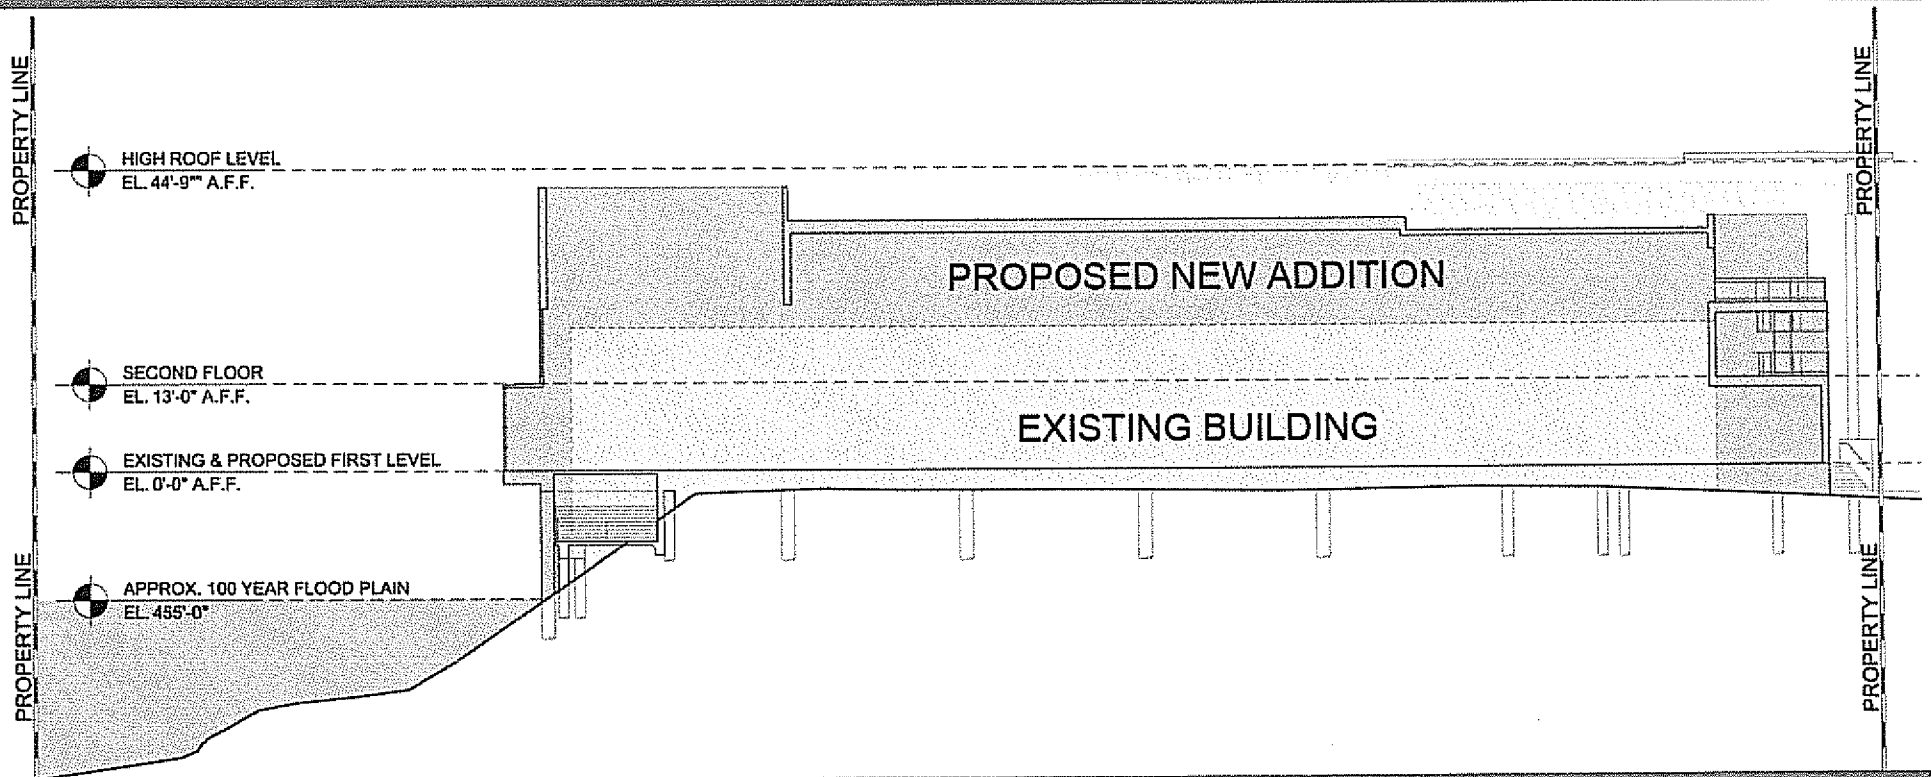 PROPERTY LINE
PROPERTY LINE
HIGH ROOF LEVEL
EL. 44'-9"" A.F.F.
PROPOSED NEW ADDITION
SECOND FLOOR
EL. 13'-0" A.F.F.
EXISTING BUILDING
EXISTING & PROPOSED FIRST LEVEL
EL. 0'-0" A.F.F.
APPROX. 100 YEAR FLOOD PLAIN
EL. 455'-0"
PROPERTY LINE
PROPERTY LINE